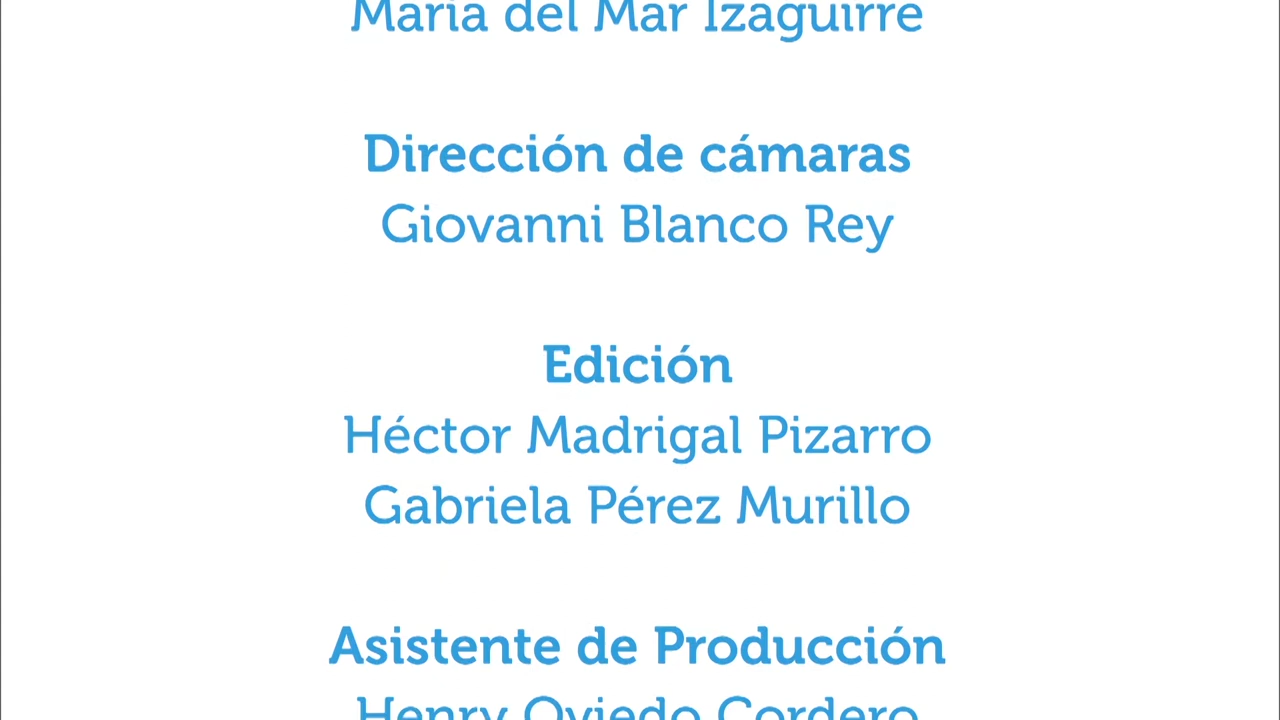 María del Mar Izaguirre
Dirección de cámaras
Giovanni Blanco Rey
Edición
Héctor Madrigal Pizarro
Gabriela Pérez Murillo
Asistente de Producción
Henry Oviedo Cordero